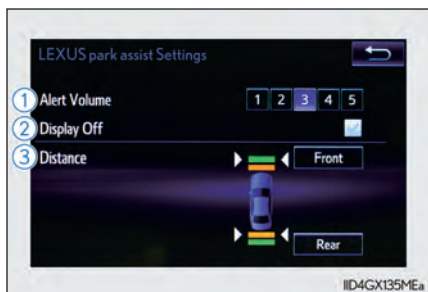 LEXUS park assist Settings
1 Alert Volume 1 2 3 4 5
2 Display Off
3 Distance Front
Rear
IID4GX135MEa